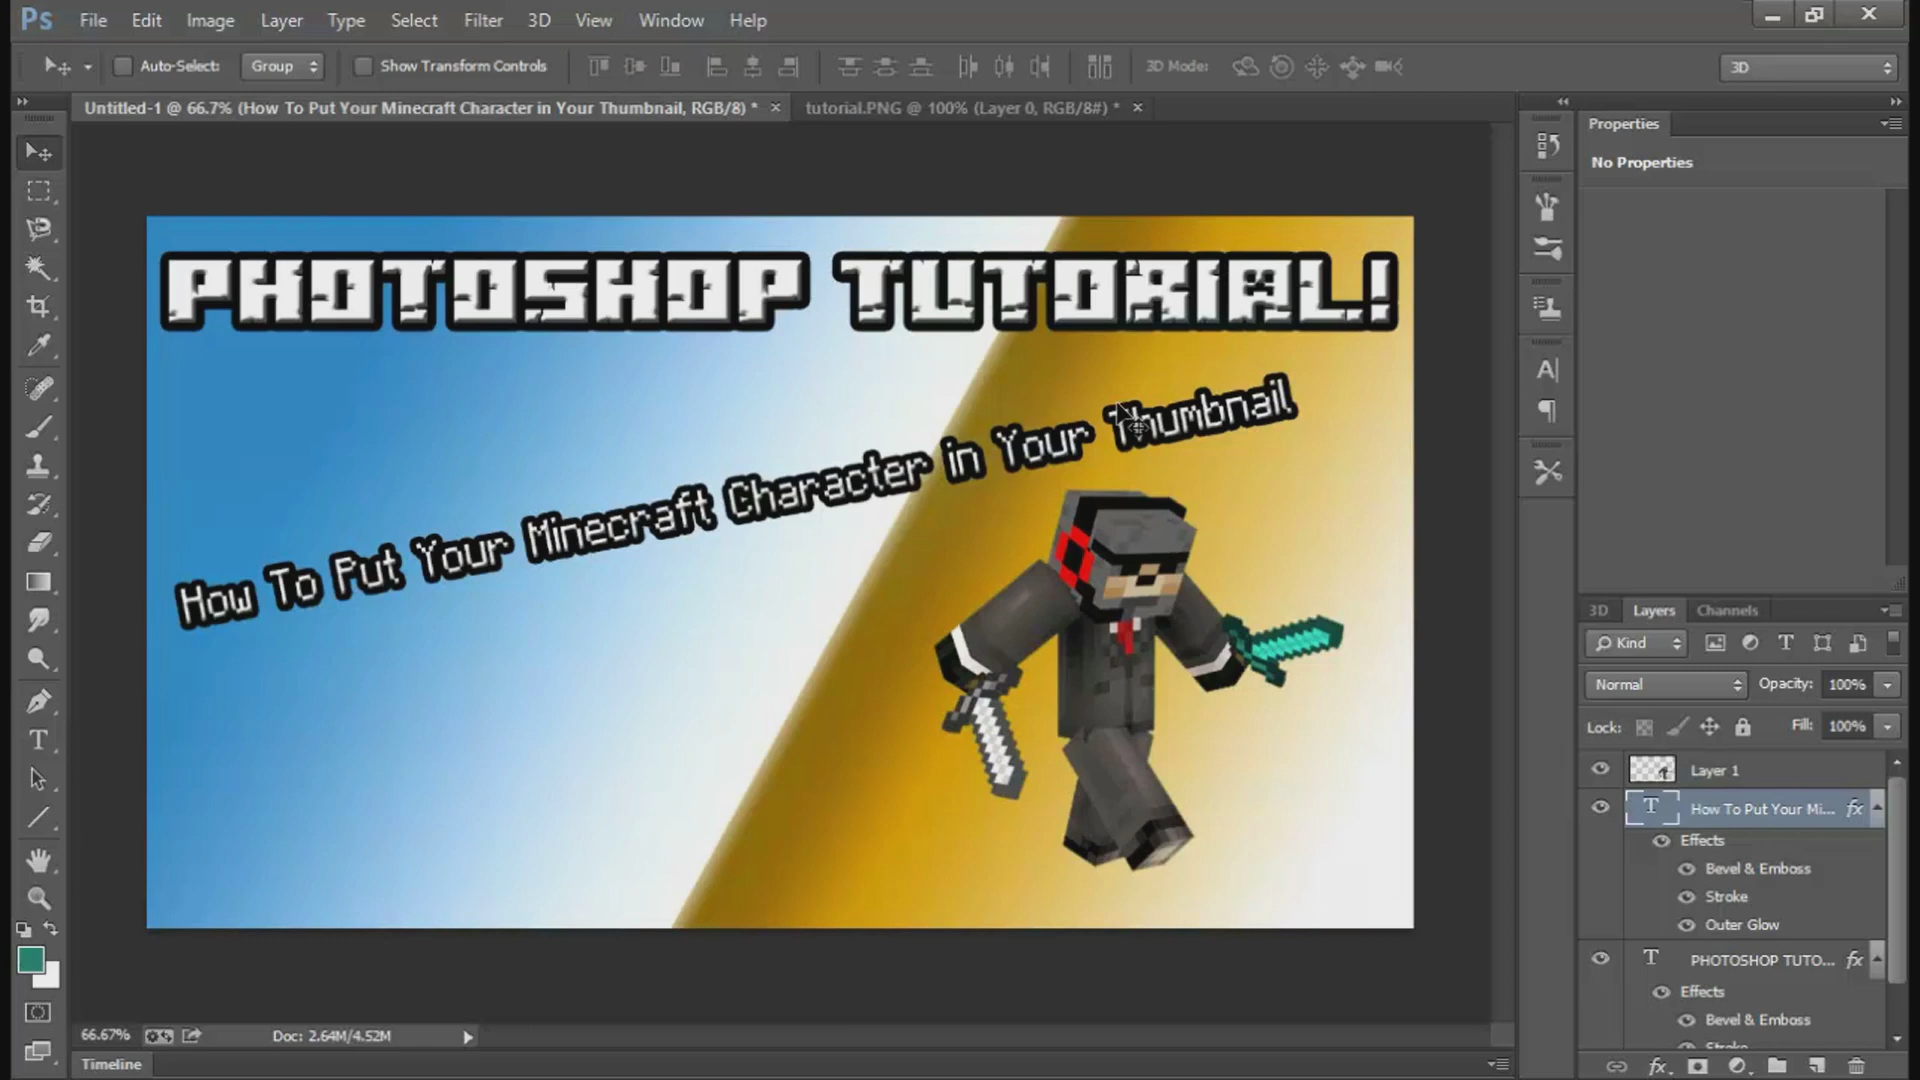 Ps File Edit Image Layer Type Select Filter 3D View Window Help
Auto-Select: Group Show Transform Controls 3D Mode: 3D
Untitled-1 @ 66.7% (How To Put Your Minecraft Character in Your Thumbnail, RGB/8) * tutorial.PNG @ 100% (Layer 0, RGB/8#) *
Properties
No Properties
PHOTOSHOP TUTORIAL!
How To Put Your Minecraft Character in Your Thumbnail
3D Layers Channels
Kind
Normal Opacity: 100%
Lock: Fill: 100%
Layer 1
How To Put Your Mi... fx
Effects
Bevel & Emboss
Stroke
Outer Glow
PHOTOSHOP TUTO... fx
Effects
Bevel & Emboss
Stroke
66.67% Doc: 2.64M/4.52M
Timeline